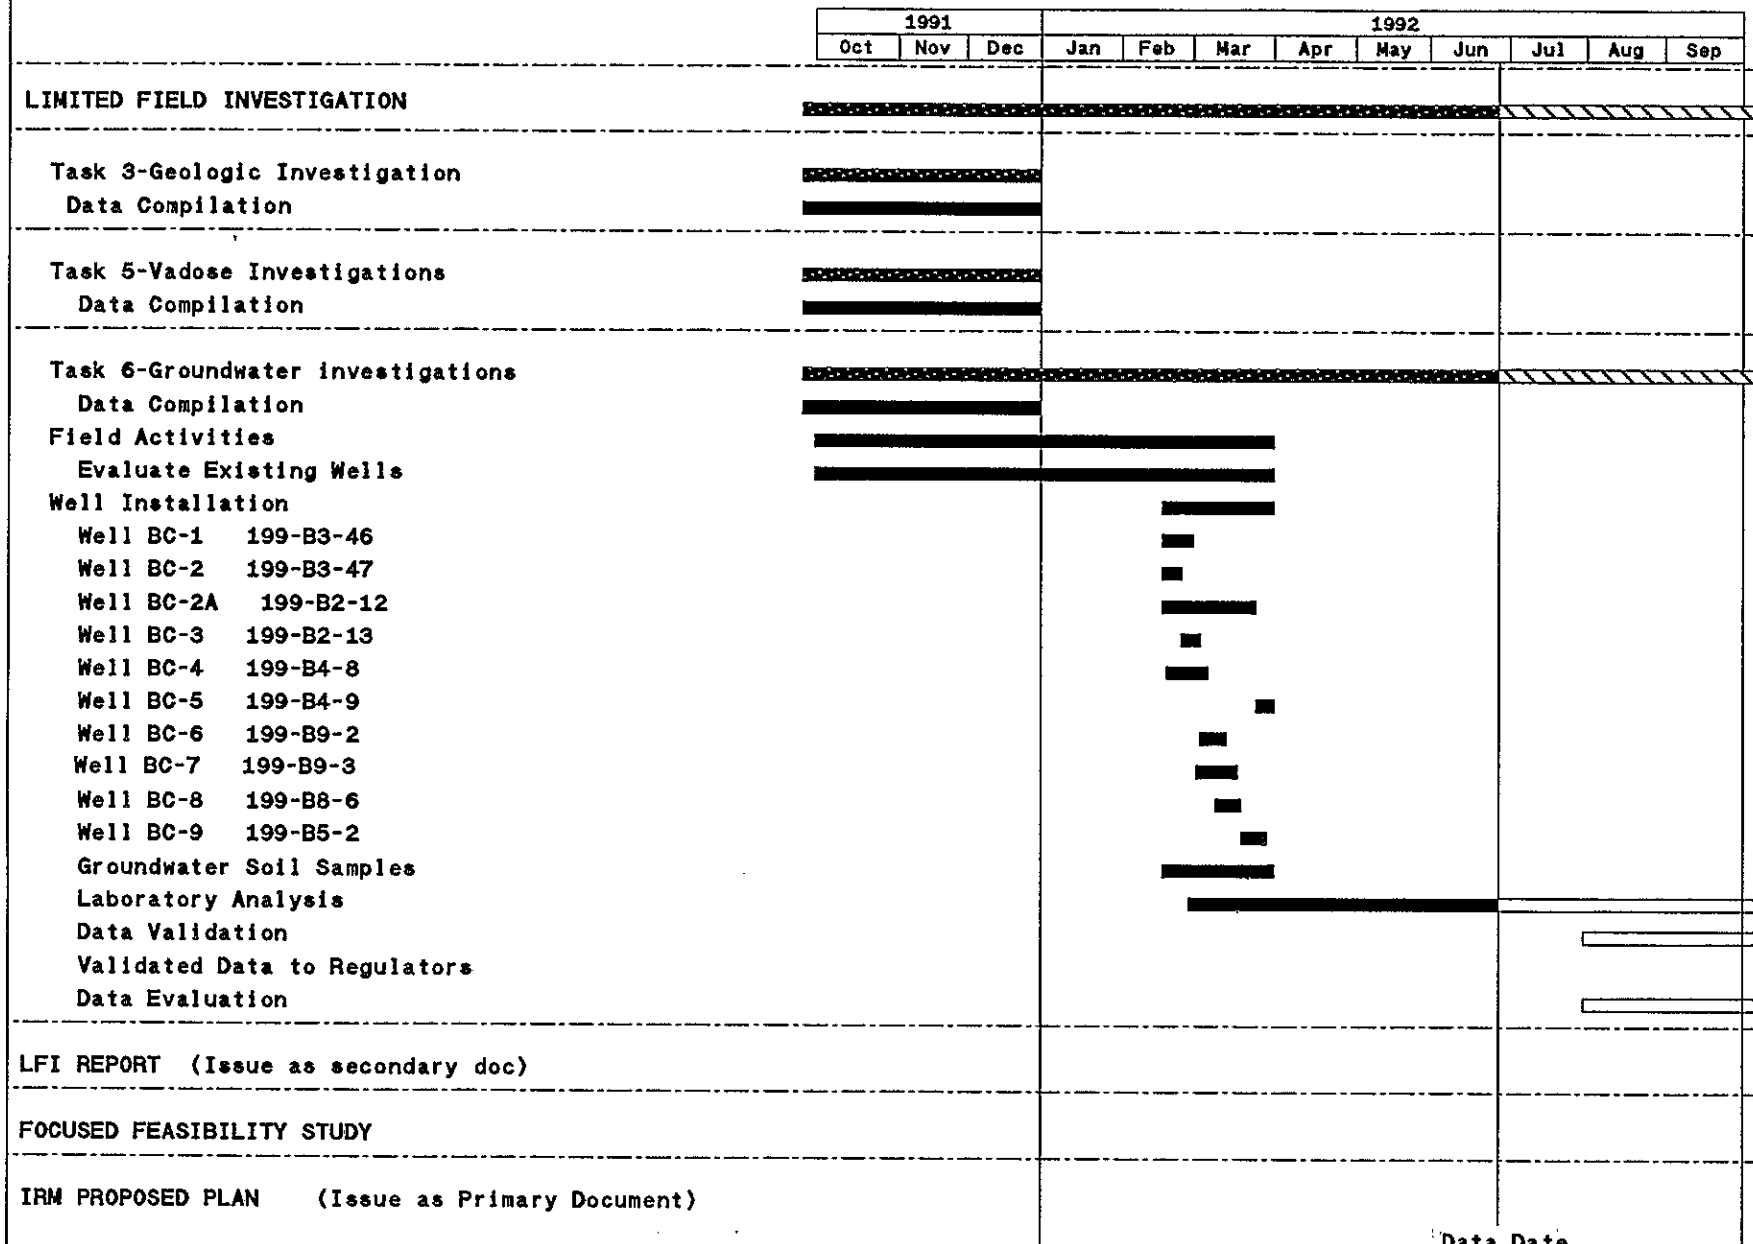 1991 1992
Oct Nov Dec Jan Feb Mar Apr May Jun Jul Aug Sep
LIMITED FIELD INVESTIGATION
Task 3-Geologic Investigation
Data Compilation
Task 5-Vadose Investigations
Data Compilation
Task 6-Groundwater investigations
Data Compilation
Field Activities
Evaluate Existing Wells
Well Installation
Well BC-1 199-B3-46
Well BC-2 199-B3-47
Well BC-2A 199-B2-12
Well BC-3 199-B2-13
Well BC-4 199-B4-8
Well BC-5 199-B4-9
Well BC-6 199-B9-2
Well BC-7 199-B9-3
Well BC-8 199-B8-6
Well BC-9 199-B5-2
Groundwater Soil Samples
Laboratory Analysis
Data Validation
Validated Data to Regulators
Data Evaluation
LFI REPORT (Issue as secondary doc)
FOCUSED FEASIBILITY STUDY
IRM PROPOSED PLAN (Issue as Primary Document)
Data Date